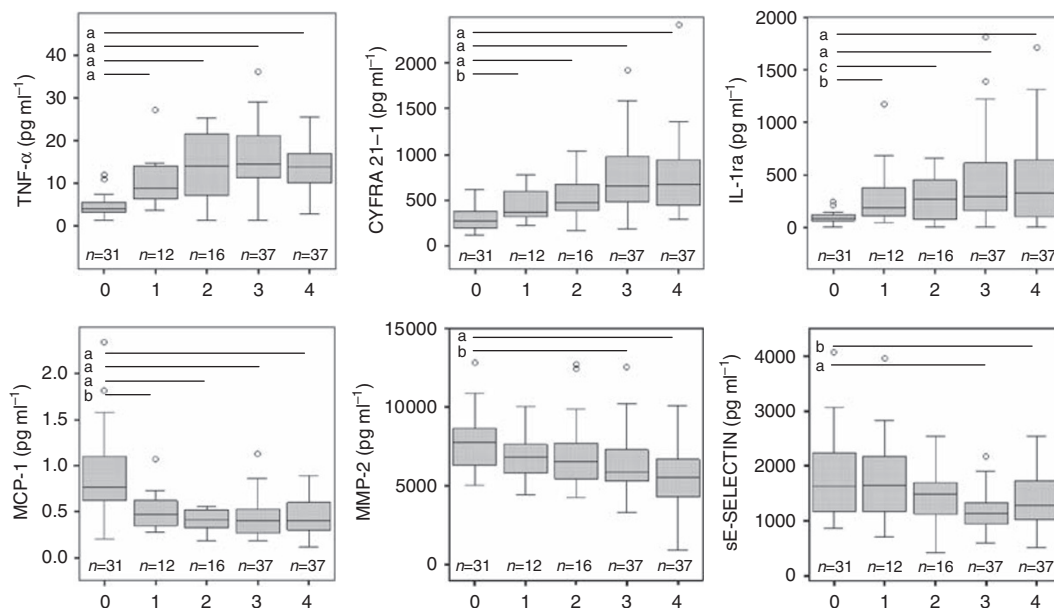 TNF-α (pg ml⁻¹)
40
30
20
10
0
a
a
a
a
n=31 n=12 n=16 n=37 n=37
0 1 2 3 4
CYFRA 21–1 (pg ml⁻¹)
2000
1500
1000
500
0
a
a
a
b
n=31 n=12 n=16 n=37 n=37
0 1 2 3 4
IL-1ra (pg ml⁻¹)
2000
1500
1000
500
0
a
a
c
b
n=31 n=12 n=16 n=37 n=37
0 1 2 3 4
MCP-1 (pg ml⁻¹)
2.0
1.5
1.0
0.5
0.0
a
a
a
b
n=31 n=12 n=16 n=37 n=37
0 1 2 3 4
MMP-2 (pg ml⁻¹)
15000
10000
5000
0
a
b
n=31 n=12 n=16 n=37 n=37
0 1 2 3 4
sE-SELECTIN (pg ml⁻¹)
4000
3000
2000
1000
0
b
a
n=31 n=12 n=16 n=37 n=37
0 1 2 3 4